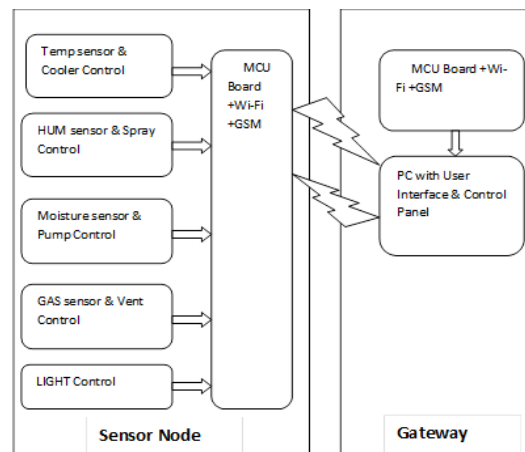 Temp sensor &
Cooler Control
HUM sensor & Spray
Control
Moisture sensor &
Pump Control
GAS sensor & Vent
Control
LIGHT Control
MCU
Board
+Wi-Fi
+GSM
Sensor Node
MCU Board +Wi-
Fi +GSM
PC with User
Interface & Control
Panel
Gateway